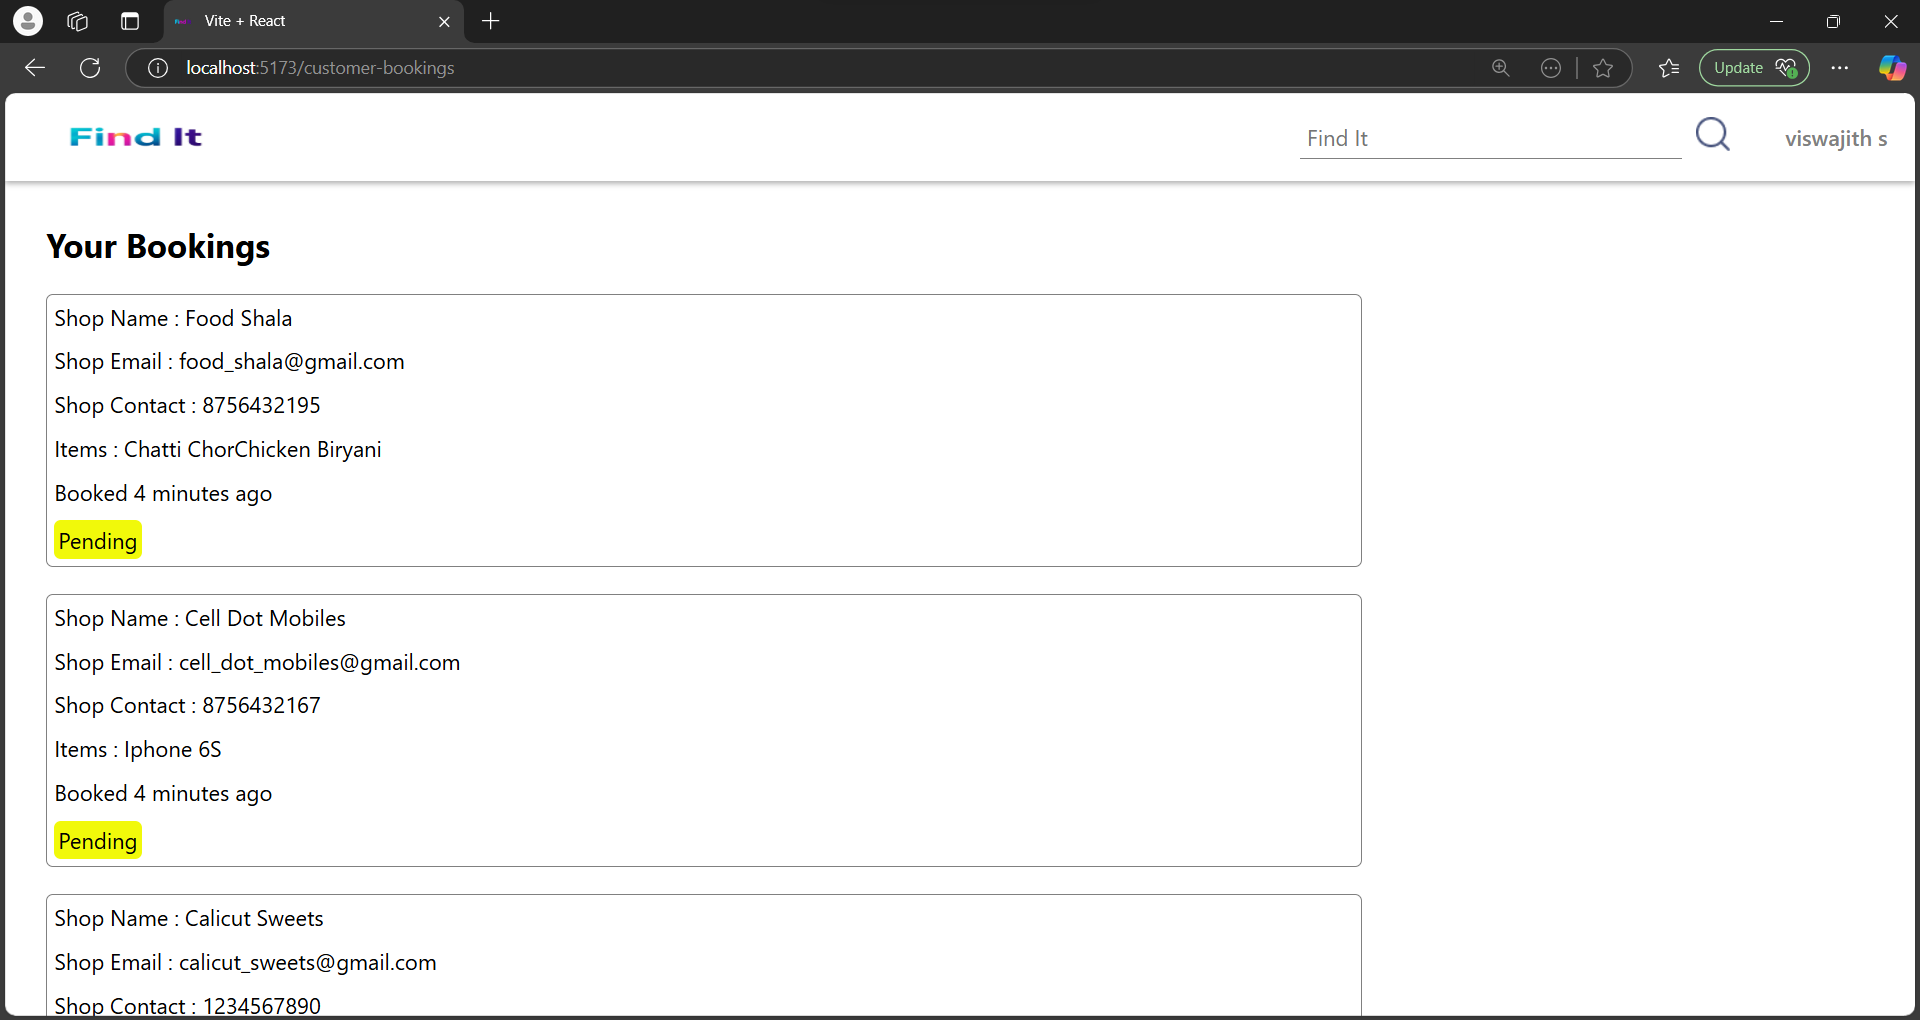 Vite + React
localhost:5173/customer-bookings
Update
Find It
Find It
viswajith s
Your Bookings
Shop Name : Food Shala
Shop Email : food_shala@gmail.com
Shop Contact : 8756432195
Items : Chatti ChorChicken Biryani
Booked 4 minutes ago
Pending
Shop Name : Cell Dot Mobiles
Shop Email : cell_dot_mobiles@gmail.com
Shop Contact : 8756432167
Items : Iphone 6S
Booked 4 minutes ago
Pending
Shop Name : Calicut Sweets
Shop Email : calicut_sweets@gmail.com
Shop Contact : 1234567890